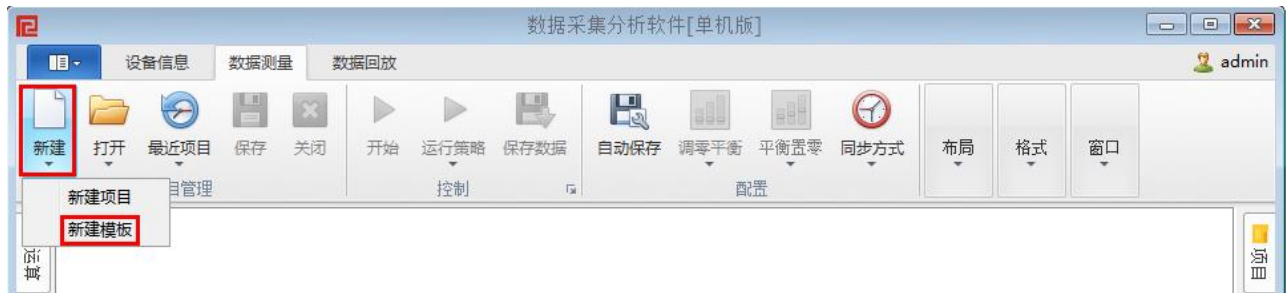 数据采集分析软件[单机版]
设备信息 数据测量 数据回放 admin
新建 打开 最近项目 保存 关闭 开始 运行策略 保存数据 自动保存 调零平衡 平衡置零 同步方式 布局 格式 窗口
目管理 控制 配置
新建项目
新建模板
运算
项目